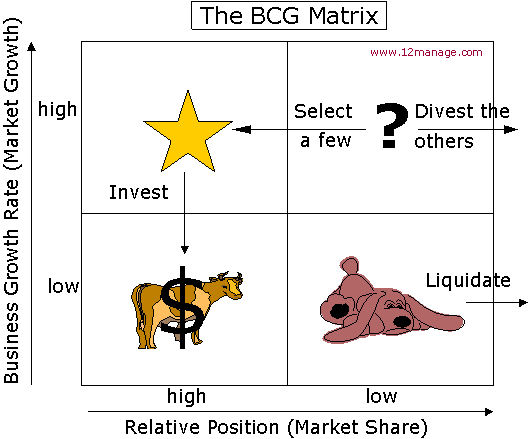 The BCG Matrix
www.12manage.com
Business Growth Rate (Market Growth)
high
Select
a few
?
Divest the
others
Invest
low
$
Liquidate
high
low
Relative Position (Market Share)